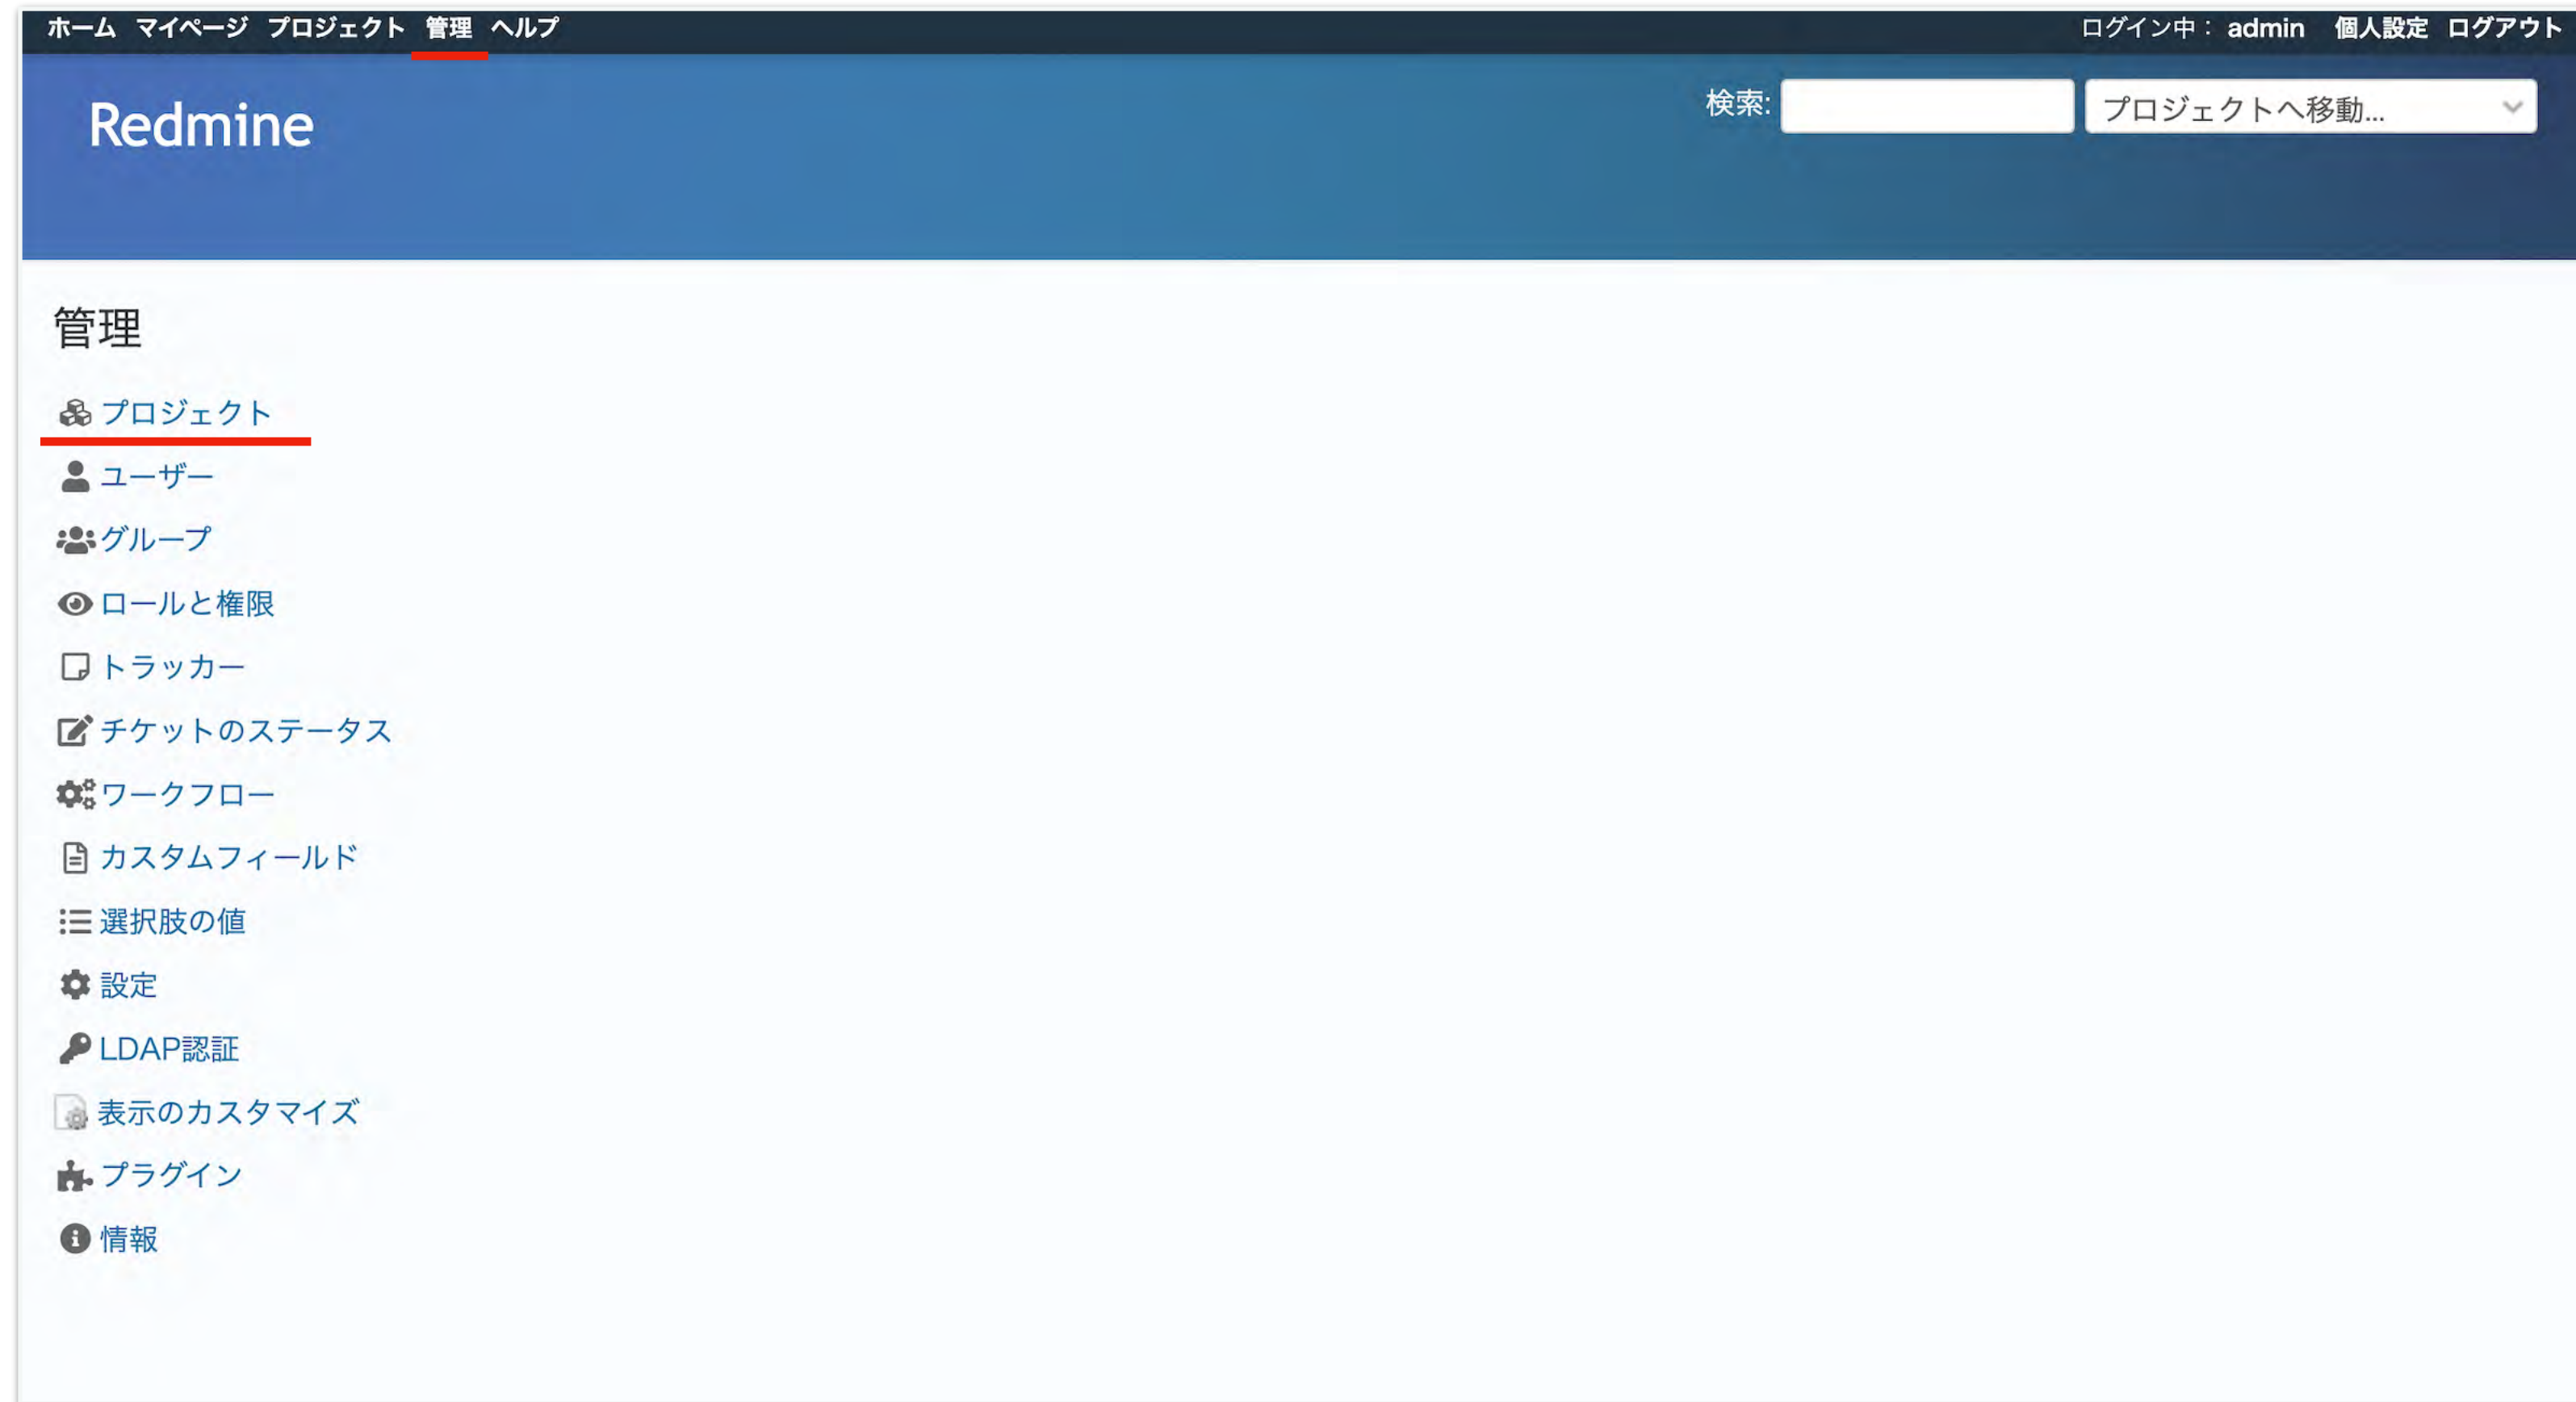 ホーム マイページ プロジェクト 管理 ヘルプ ログイン中： admin 個人設定 ログアウト
Redmine 検索: プロジェクトへ移動...
管理
プロジェクト
ユーザー
グループ
ロールと権限
トラッカー
チケットのステータス
ワークフロー
カスタムフィールド
選択肢の値
設定
LDAP認証
表示のカスタマイズ
プラグイン
情報